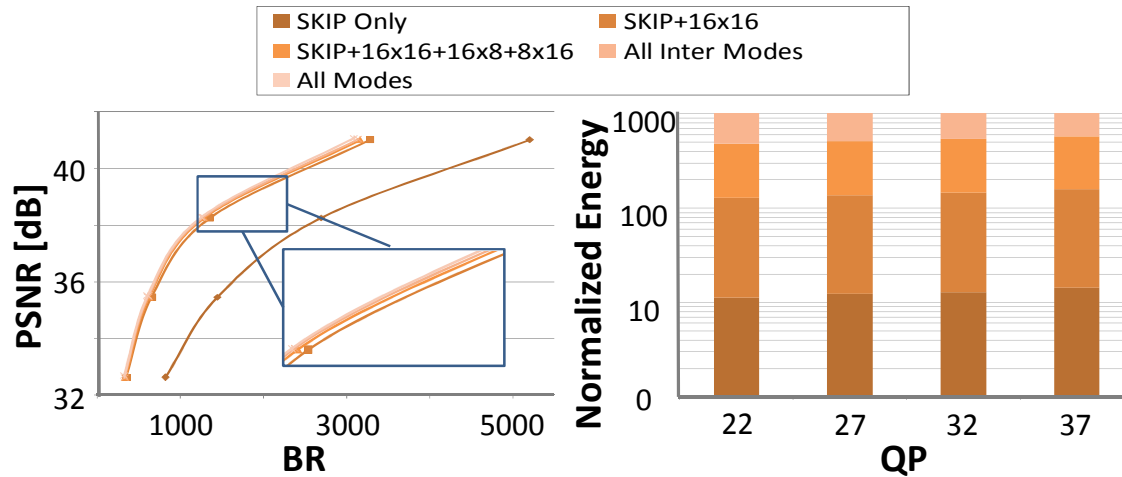 SKIP Only
SKIP+16x16
SKIP+16x16+16x8+8x16
All Inter Modes
All Modes
PSNR [dB]
40
36
32
1000
3000
5000
BR
Normalized Energy
1000
100
10
0
22
27
32
37
QP